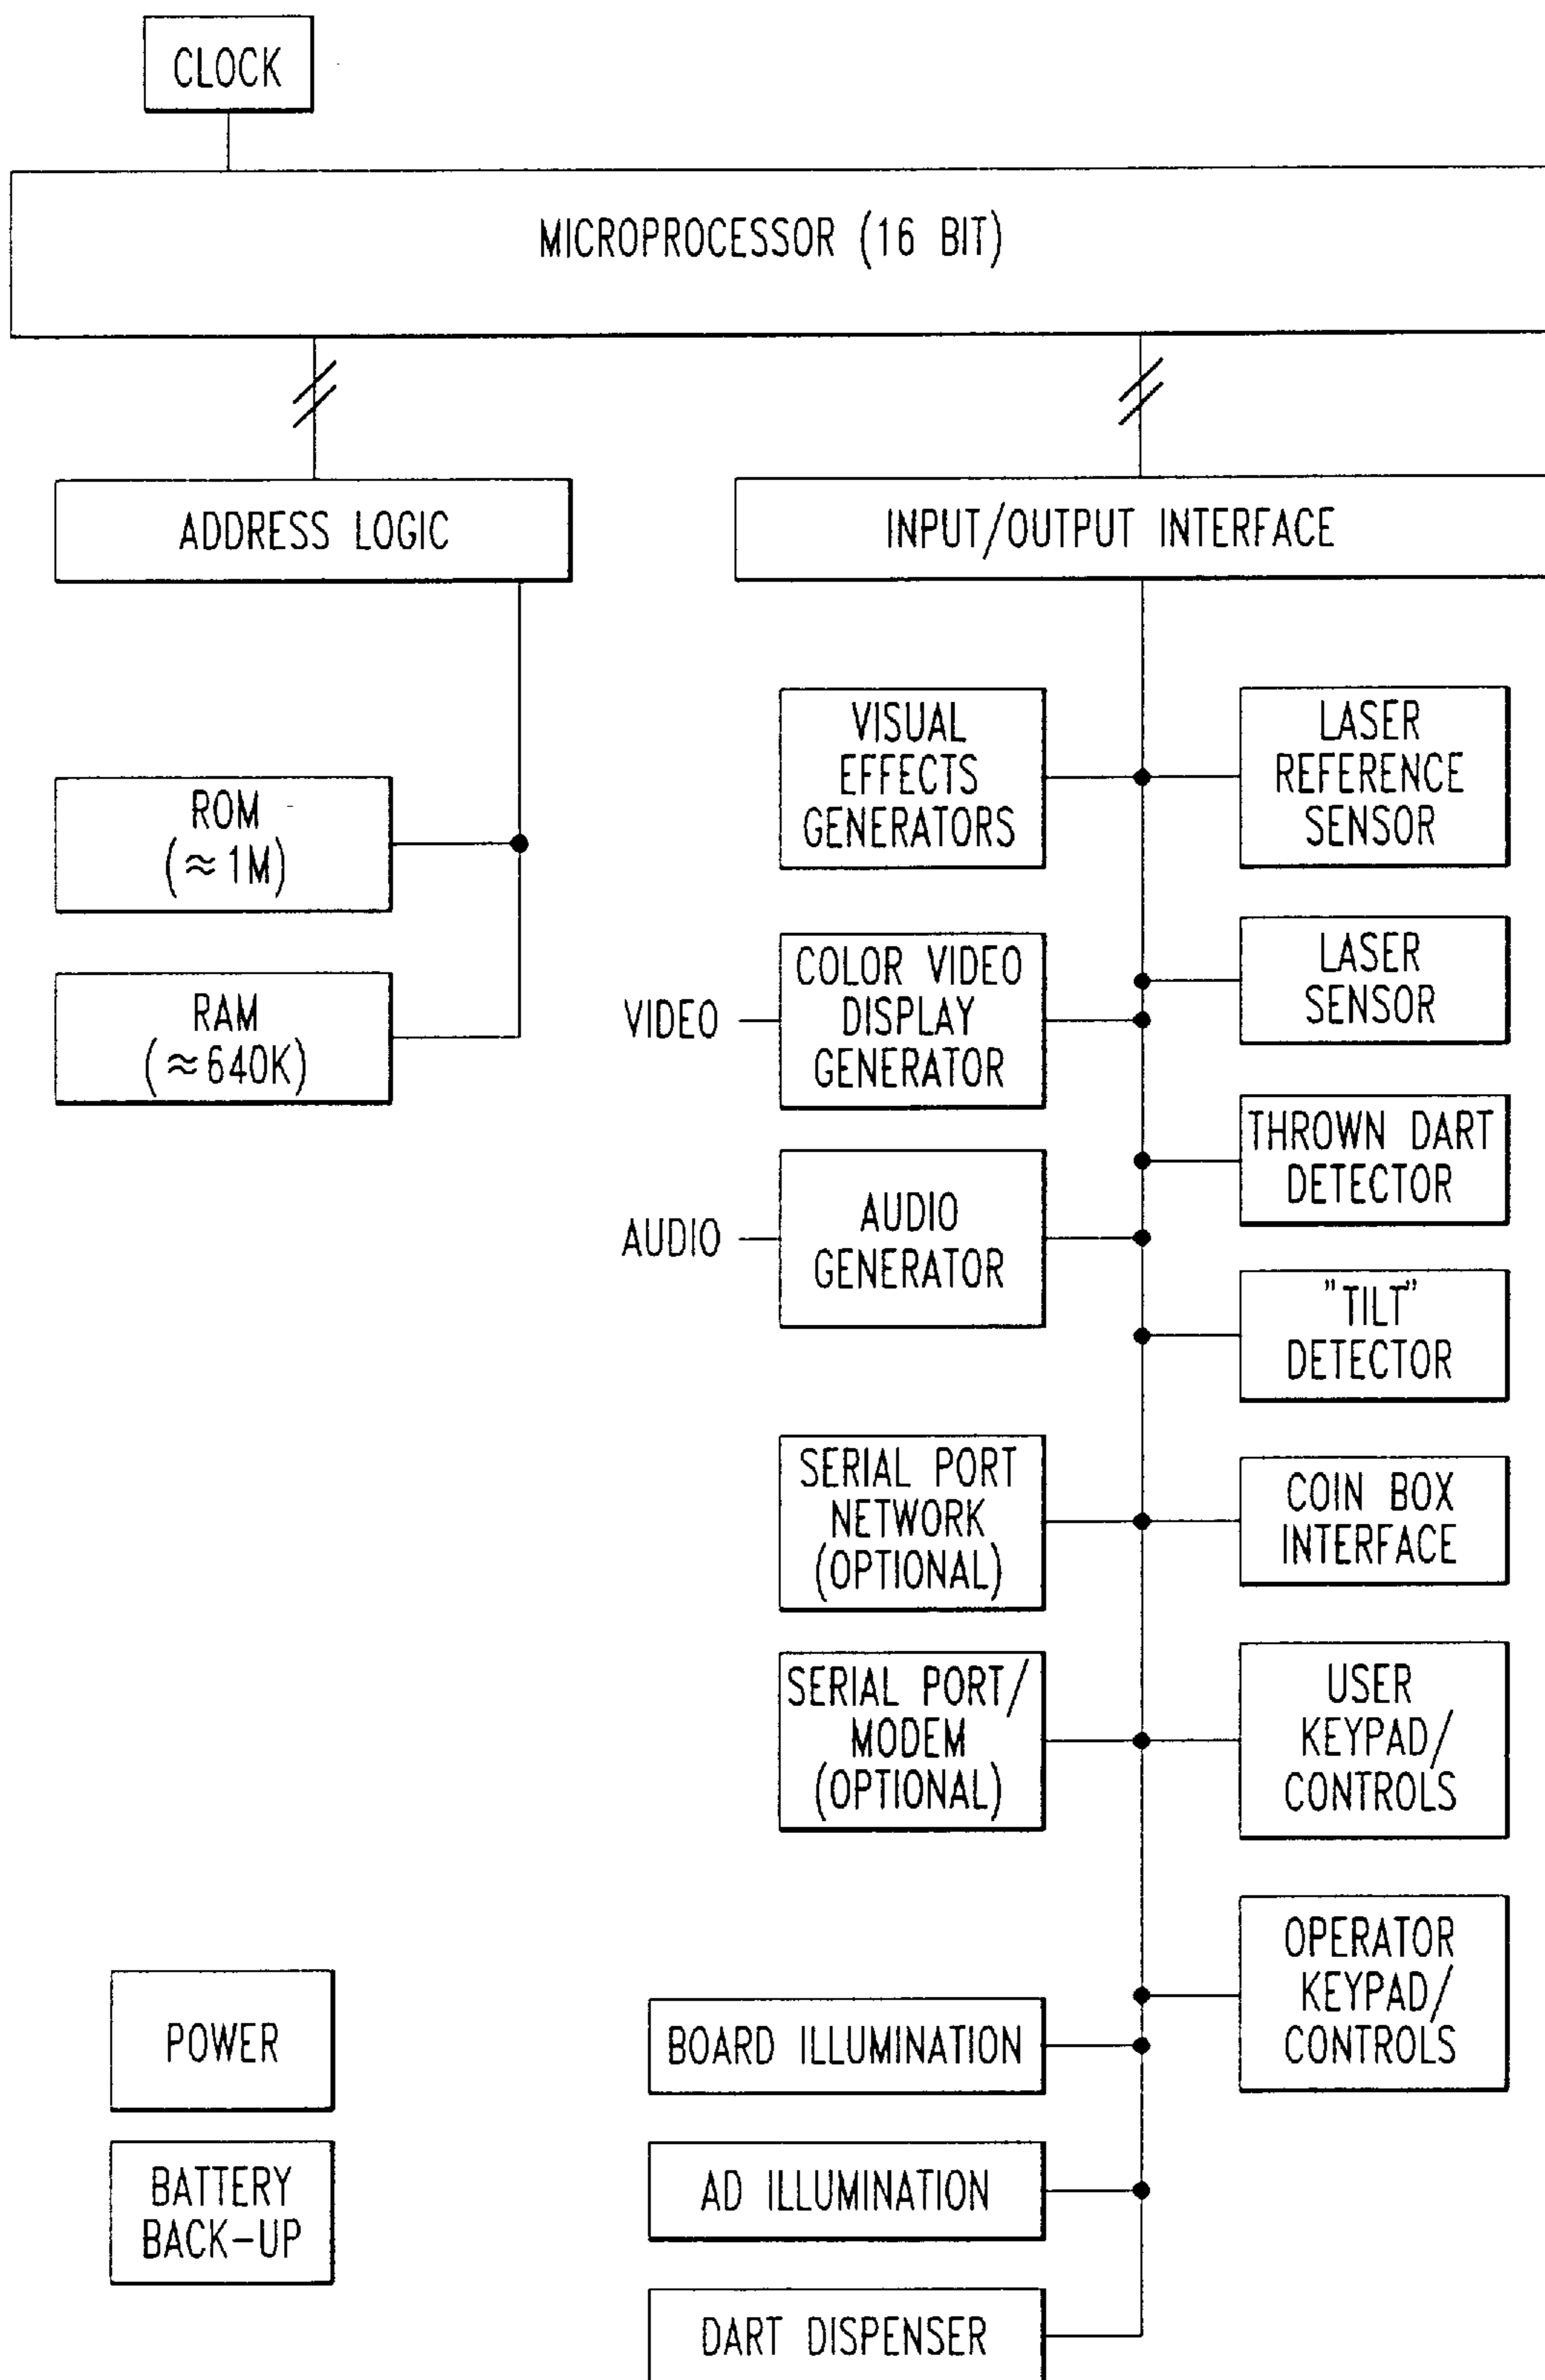 CLOCK
MICROPROCESSOR (16 BIT)
ADDRESS LOGIC
INPUT/OUTPUT INTERFACE
ROM
(≈1M)
RAM
(≈640K)
VISUAL
EFFECTS
GENERATORS
LASER
REFERENCE
SENSOR
VIDEO
COLOR VIDEO
DISPLAY
GENERATOR
LASER
SENSOR
THROWN DART
DETECTOR
AUDIO
AUDIO
GENERATOR
"TILT"
DETECTOR
SERIAL PORT
NETWORK
(OPTIONAL)
COIN BOX
INTERFACE
SERIAL PORT/
MODEM
(OPTIONAL)
USER
KEYPAD/
CONTROLS
OPERATOR
KEYPAD/
CONTROLS
POWER
BOARD ILLUMINATION
BATTERY
BACK-UP
AD ILLUMINATION
DART DISPENSER